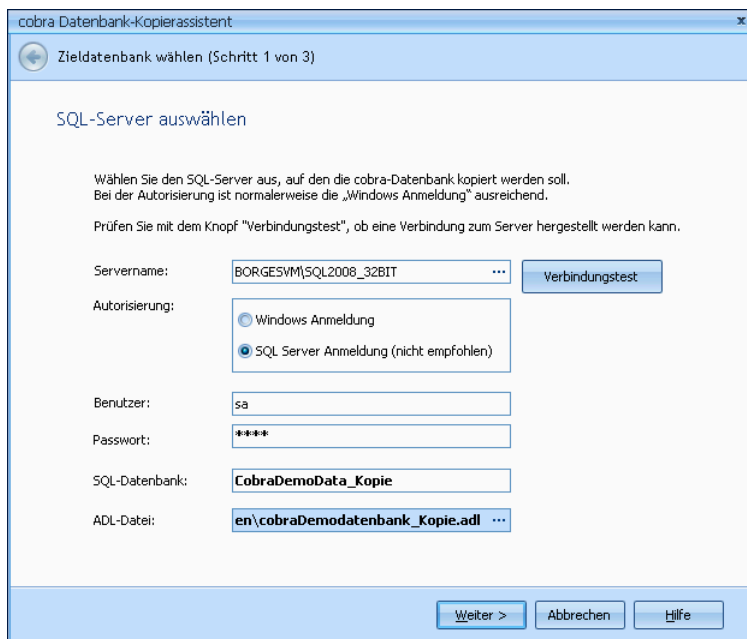 cobra Datenbank-Kopierassistent x
Zieldatenbank wählen (Schritt 1 von 3)
SQL-Server auswählen
Wählen Sie den SQL-Server aus, auf den die cobra-Datenbank kopiert werden soll.
Bei der Autorisierung ist normalerweise die „Windows Anmeldung“ ausreichend.
Prüfen Sie mit dem Knopf "Verbindungstest", ob eine Verbindung zum Server hergestellt werden kann.
Servername: BORGESVM\SQL2008_32BIT ... Verbindungstest
Autorisierung:
Windows Anmeldung
SQL Server Anmeldung (nicht empfohlen)
Benutzer: sa
Passwort: ****
SQL-Datenbank: CobraDemoData_Kopie
ADL-Datei: en\cobraDemodatenbank_Kopie.adl ...
Weiter > Abbrechen Hilfe